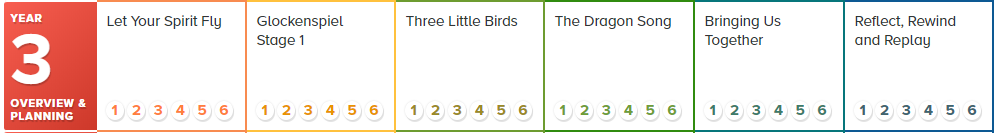 YEAR
3
OVERVIEW &
PLANNING
Let Your Spirit Fly
1 2 3 4 5 6
Glockenspiel
Stage 1
1 2 3 4 5 6
Three Little Birds
1 2 3 4 5 6
The Dragon Song
1 2 3 4 5 6
Bringing Us
Together
1 2 3 4 5 6
Reflect, Rewind
and Replay
1 2 3 4 5 6